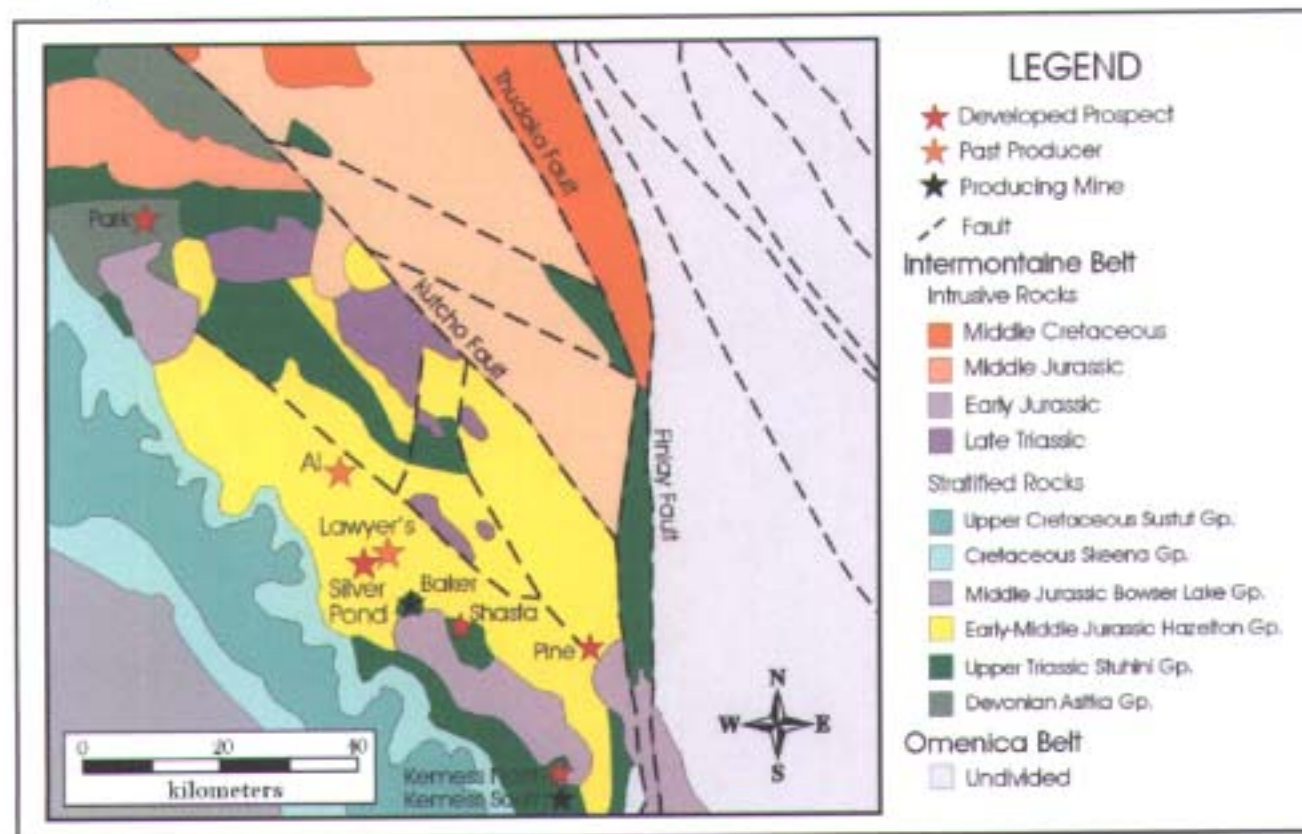 LEGEND
Developed Prospect
Past Producer
Producing Mine
Fault
Intermontaine Belt
Intrusive Rocks
Middle Cretaceous
Middle Jurassic
Early Jurassic
Late Triassic
Stratified Rocks
Upper Cretaceous Sustut Gp.
Cretaceous Skeena Gp.
Middle Jurassic Bowser Lake Gp.
Early-Middle Jurassic Hazelton Gp.
Upper Triassic Stuhini Gp.
Devonian Asitka Gp.
Omenica Belt
Undivided
Thudaka Fault
Park
Kutcho Fault
Al
Finlay Fault
Lawyer's
Silver
Pond
Baker
Shasta
Pine
N
W E
S
0 20 40
kilometers
Kemess North
Kemess South